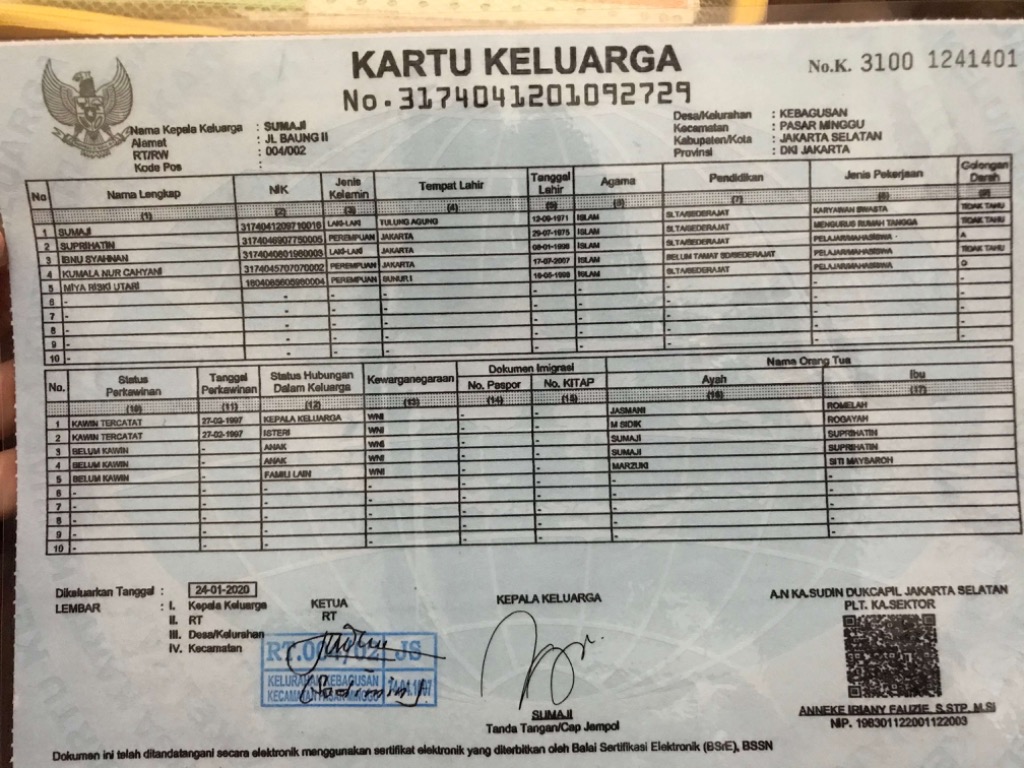 KARTU KELUARGA
No. 3174041201092729
No.K. 3100 1241401
Nama Kepala Keluarga : SUMAJI
Alamat : JL BAUNG II
RT/RW : 004/002
Kode Pos :
Desa/Kelurahan : KEBAGUSAN
Kecamatan : PASAR MINGGU
Kabupaten/Kota : JAKARTA SELATAN
Provinsi : DKI JAKARTA
No Nama Lengkap NIK Jenis Kelamin Tempat Lahir Tanggal Lahir Agama Pendidikan Jenis Pekerjaan Golongan Darah
(1) (2) (3) (4) (5) (6) (7) (8) (9)
1 SUMAJI 3174041209710016 LAKI-LAKI TULUNG AGUNG 12-09-1971 ISLAM SLTA/SEDERAJAT KARYAWAN SWASTA TIDAK TAHU
2 SUPRIHATIN 3174046907750005 PEREMPUAN JAKARTA 29-07-1975 ISLAM SLTA/SEDERAJAT MENGURUS RUMAH TANGGA TIDAK TAHU
3 IBNU SYAHNAN 3174040801980003 LAKI-LAKI JAKARTA 08-01-1998 ISLAM SLTA/SEDERAJAT PELAJAR/MAHASISWA A
4 KUMALA NUR CAHYANI 3174045707070002 PEREMPUAN JAKARTA 17-07-2007 ISLAM BELUM TAMAT SD/SEDERAJAT PELAJAR/MAHASISWA TIDAK TAHU
5 MIYA RISKI UTARI PEREMPUAN ISLAM SLTA/SEDERAJAT PELAJAR/MAHASISWA O
6 -
7 -
8 -
9 -
10 -
No. Status Perkawinan Tanggal Perkawinan Status Hubungan Dalam Keluarga Kewarganegaraan Dokumen Imigrasi Nama Orang Tua
No. Paspor No. KITAP Ayah Ibu
(10) (11) (12) (13) (14) (15) (16) (17)
1 KAWIN TERCATAT 27-02-1997 KEPALA KELUARGA WNI - - JASMANI ROMELAH
2 KAWIN TERCATAT 27-02-1997 ISTERI WNI - - M SIDIK ROGAYAH
3 BELUM KAWIN - ANAK WNI - - SUMAJI SUPRIHATIN
4 BELUM KAWIN - ANAK WNI - - SUMAJI SUPRIHATIN
5 BELUM KAWIN - FAMILI LAIN WNI - - MARZUKI SITI MAYSAROH
6 - - - - - - - -
7 - - - - - - - -
8 - - - - - - - -
9 - - - - - - - -
10 - - - - - - - -
Dikeluarkan Tanggal : 24-01-2020
LEMBAR : I. Kepala Keluarga
II. RT
III. Desa/Kelurahan
IV. Kecamatan
KETUA
RT
RT.004/02 JS
KELURAHAN KEBAGUSAN
KECAMATAN PASAR MINGGU
KEPALA KELUARGA
SUMAJI
Tanda Tangan/Cap Jempol
A.N KA.SUDIN DUKCAPIL JAKARTA SELATAN
PLT. KA.SEKTOR
ANNEKE IRIANY FAUZIE, S.STP, M.Si
NIP. 198301122001122003
Dokumen ini telah ditandatangani secara elektronik menggunakan sertifikat elektronik yang diterbitkan oleh Balai Sertifikasi Elektronik (BSrE), BSSN